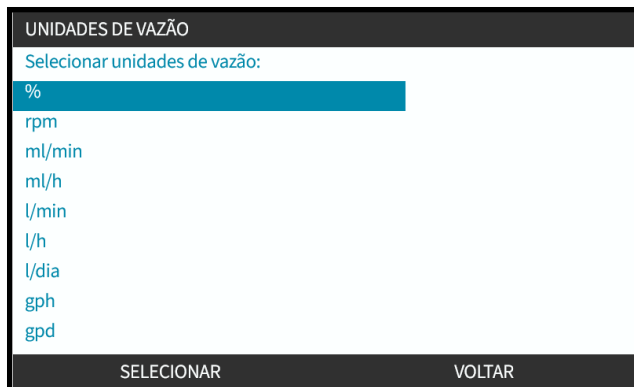 UNIDADES DE VAZÃO
Selecionar unidades de vazão:
%
rpm
ml/min
ml/h
l/min
l/h
l/dia
gph
gpd
SELECIONAR VOLTAR